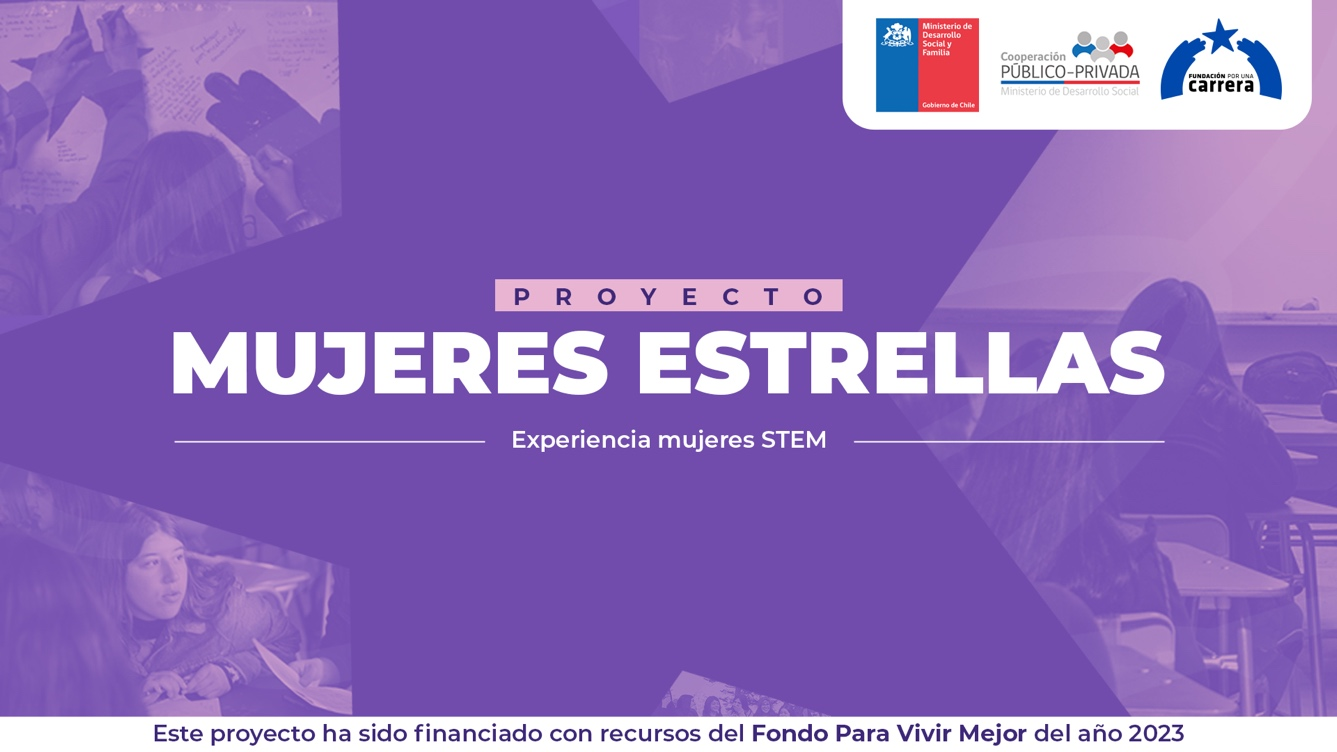 Ministerio de
Desarrollo
Social y
Familia
Gobierno de Chile
Cooperación
PÚBLICO-PRIVADA
Ministerio de Desarrollo Social
FUNDACIÓN POR UNA
carrera
PROYECTO
MUJERES ESTRELLAS
Experiencia mujeres STEM
Este proyecto ha sido financiado con recursos del Fondo Para Vivir Mejor del año 2023